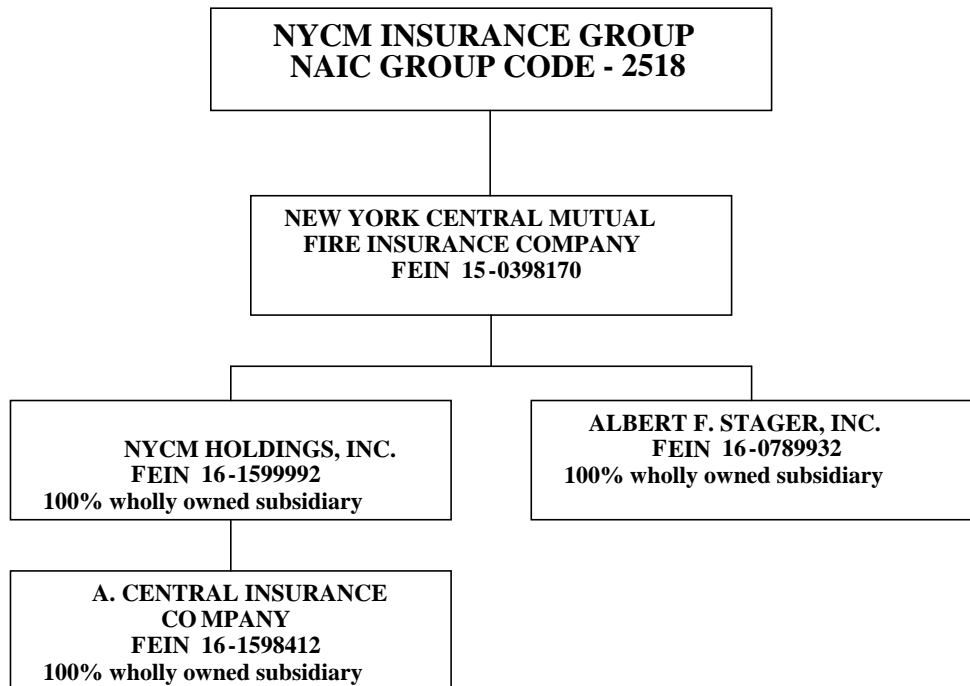 NYCM INSURANCE GROUP
NAIC GROUP CODE - 2518
NEW YORK CENTRAL MUTUAL
FIRE INSURANCE COMPANY
FEIN 15-0398170
NYCM HOLDINGS, INC.
FEIN 16-1599992
100% wholly owned subsidiary
ALBERT F. STAGER, INC.
FEIN 16-0789932
100% wholly owned subsidiary
A. CENTRAL INSURANCE
CO MPANY
FEIN 16-1598412
100% wholly owned subsidiary